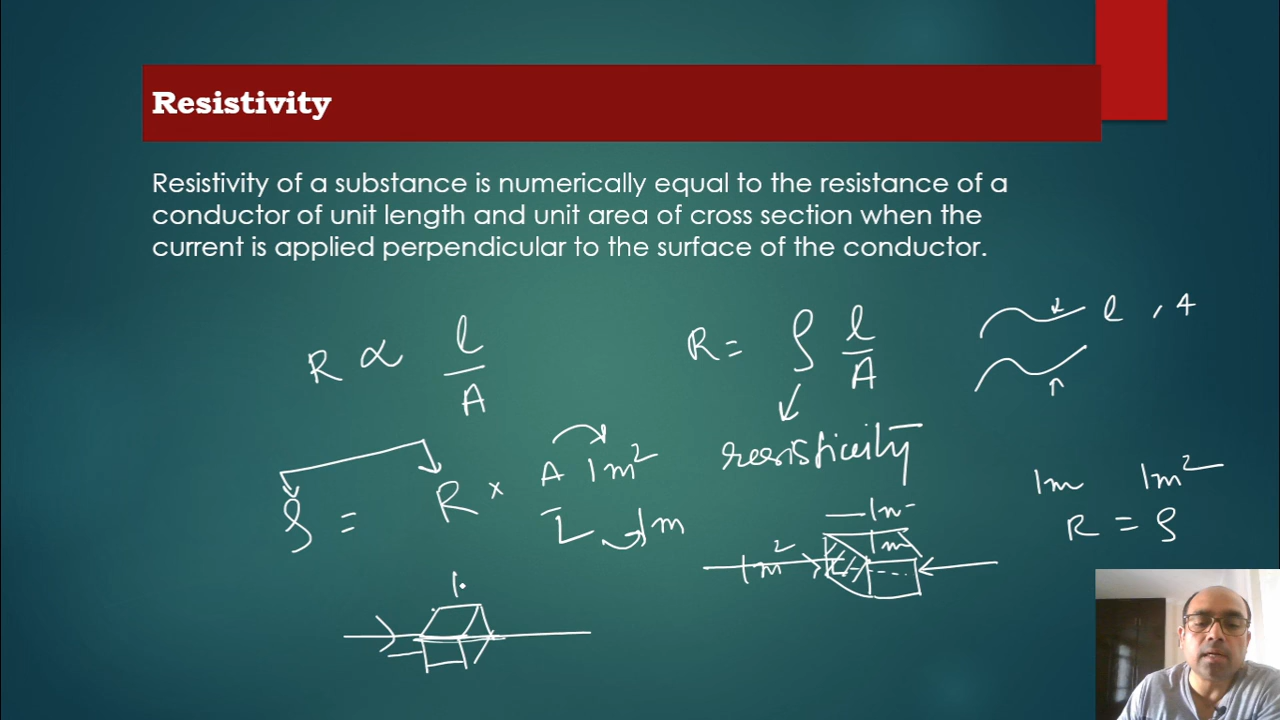 Resistivity
Resistivity of a substance is numerically equal to the resistance of a
conductor of unit length and unit area of cross section when the
current is applied perpendicular to the surface of the conductor.
R ∝ l/A
R = ρ l/A
l , A
resistivity
ρ = R × A/L
1m²
1m
1m 1m²
R = ρ
1m
1m
1m²
1.